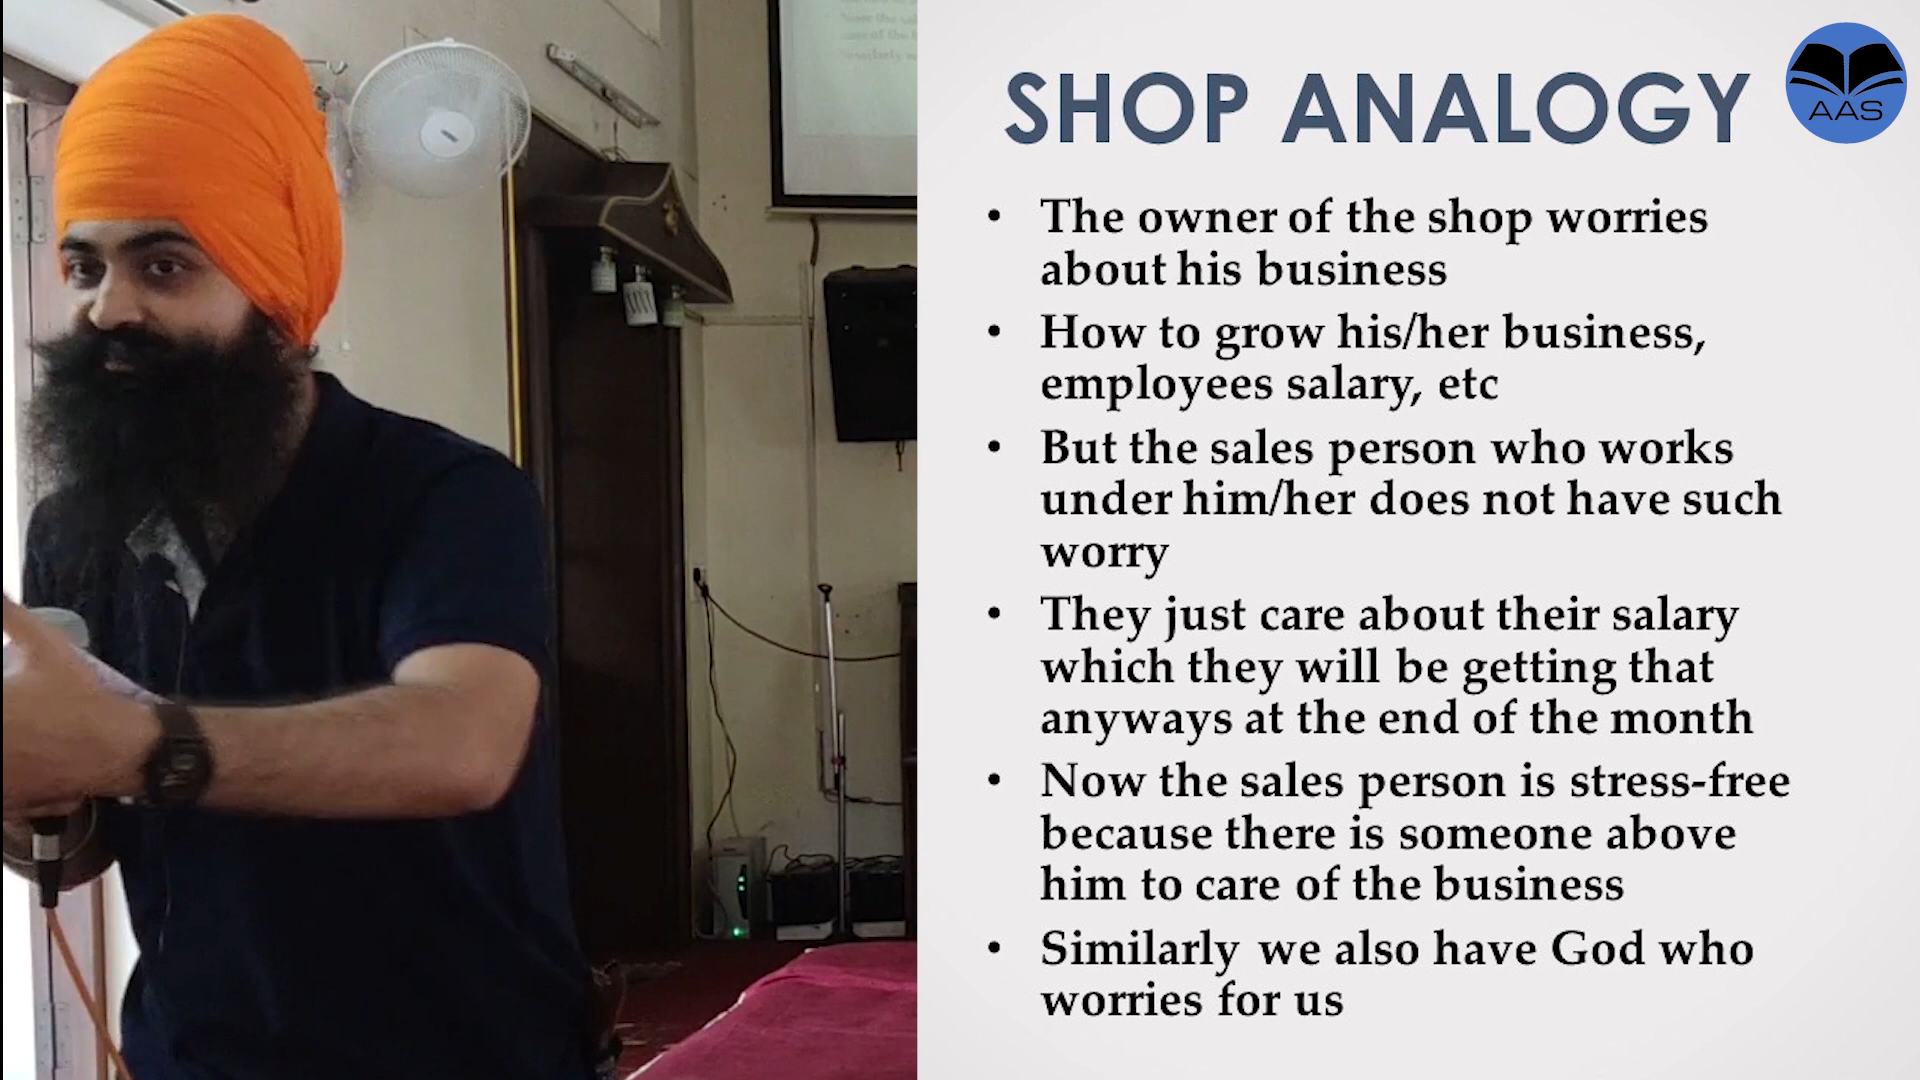 SHOP ANALOGY
AAS
• The owner of the shop worries
about his business
• How to grow his/her business,
employees salary, etc
• But the sales person who works
under him/her does not have such
worry
• They just care about their salary
which they will be getting that
anyways at the end of the month
• Now the sales person is stress-free
because there is someone above
him to care of the business
• Similarly we also have God who
worries for us